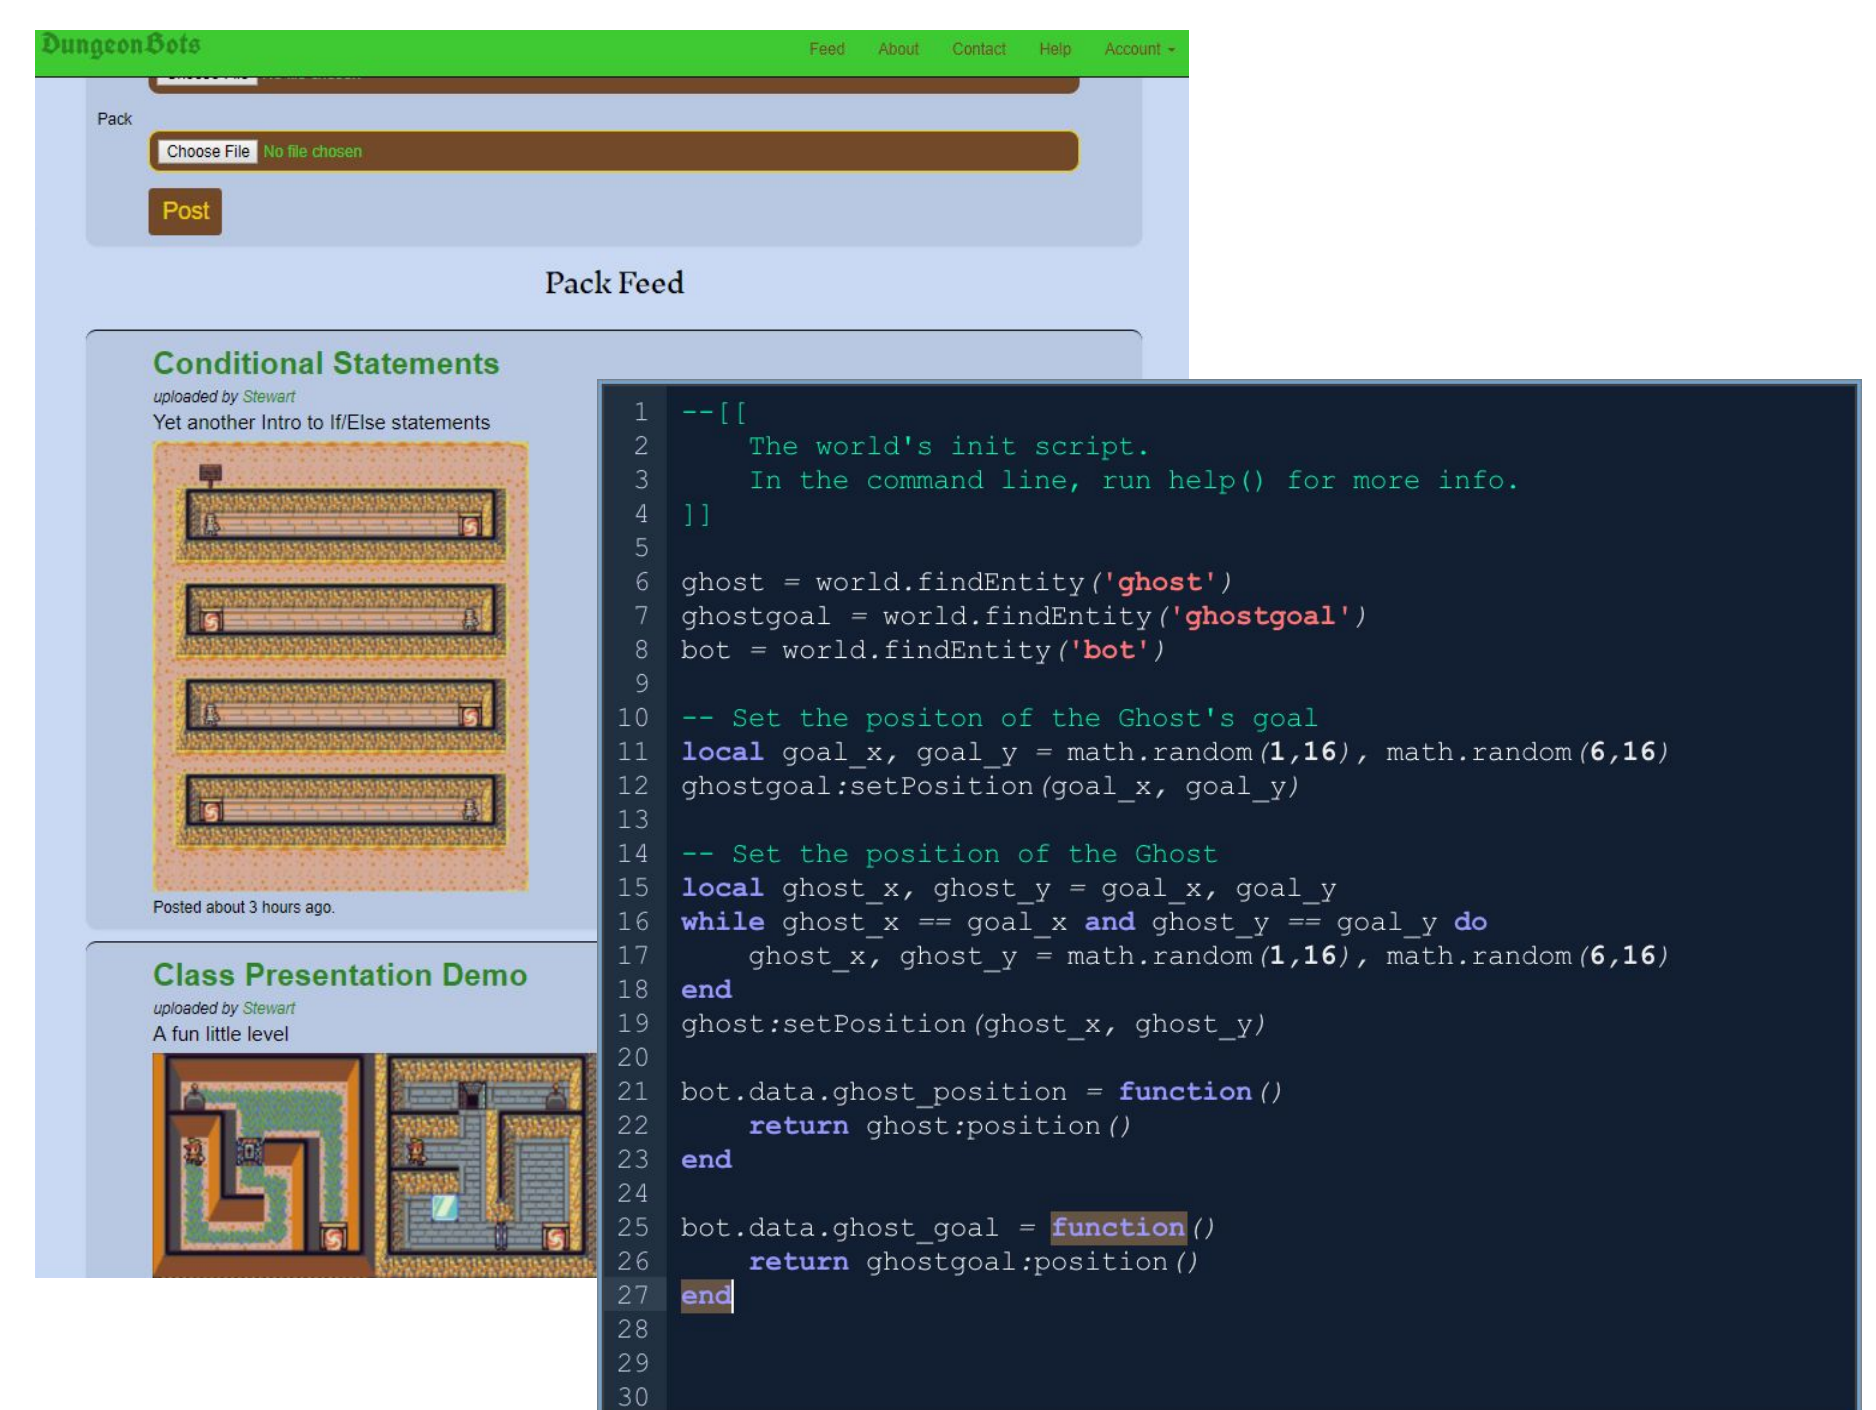 DungeonBots
Feed About Contact Help Account
Pack
Choose File No file chosen
Post
Pack Feed
Conditional Statements
uploaded by Stewart
Yet another Intro to If/Else statements
Posted about 3 hours ago.
Class Presentation Demo
uploaded by Stewart
A fun little level
1 --[[
2 The world's init script.
3 In the command line, run help() for more info.
4 ]]
5
6 ghost = world.findEntity('ghost')
7 ghostgoal = world.findEntity('ghostgoal')
8 bot = world.findEntity('bot')
9
10 -- Set the positon of the Ghost's goal
11 local goal_x, goal_y = math.random(1,16), math.random(6,16)
12 ghostgoal:setPosition(goal_x, goal_y)
13
14 -- Set the position of the Ghost
15 local ghost_x, ghost_y = goal_x, goal_y
16 while ghost_x == goal_x and ghost_y == goal_y do
17 ghost_x, ghost_y = math.random(1,16), math.random(6,16)
18 end
19 ghost:setPosition(ghost_x, ghost_y)
20
21 bot.data.ghost_position = function()
22 return ghost:position()
23 end
24
25 bot.data.ghost_goal = function()
26 return ghostgoal:position()
27 end
28
29
30